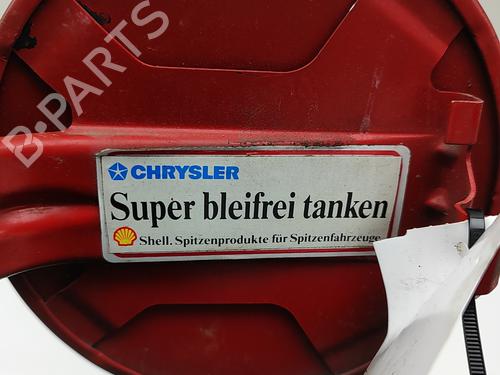 B-PARTS
CHRYSLER
Super bleifrei tanken
Shell. Spitzenprodukte für Spitzenfahrzeuge